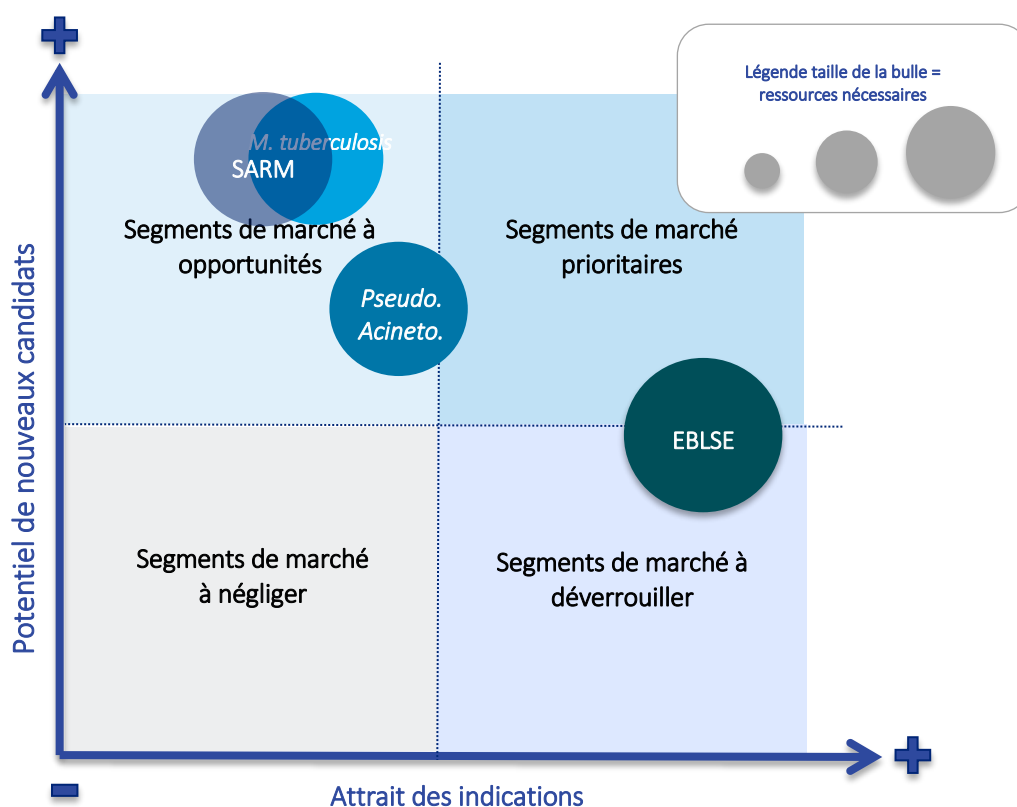 Légende taille de la bulle =
ressources nécessaires
M. tuberculosis
SARM
Segments de marché à
opportunités
Segments de marché
prioritaires
Pseudo.
Acineto.
EBLSE
Segments de marché
à négliger
Segments de marché à
déverrouiller
Potentiel de nouveaux candidats
Attrait des indications